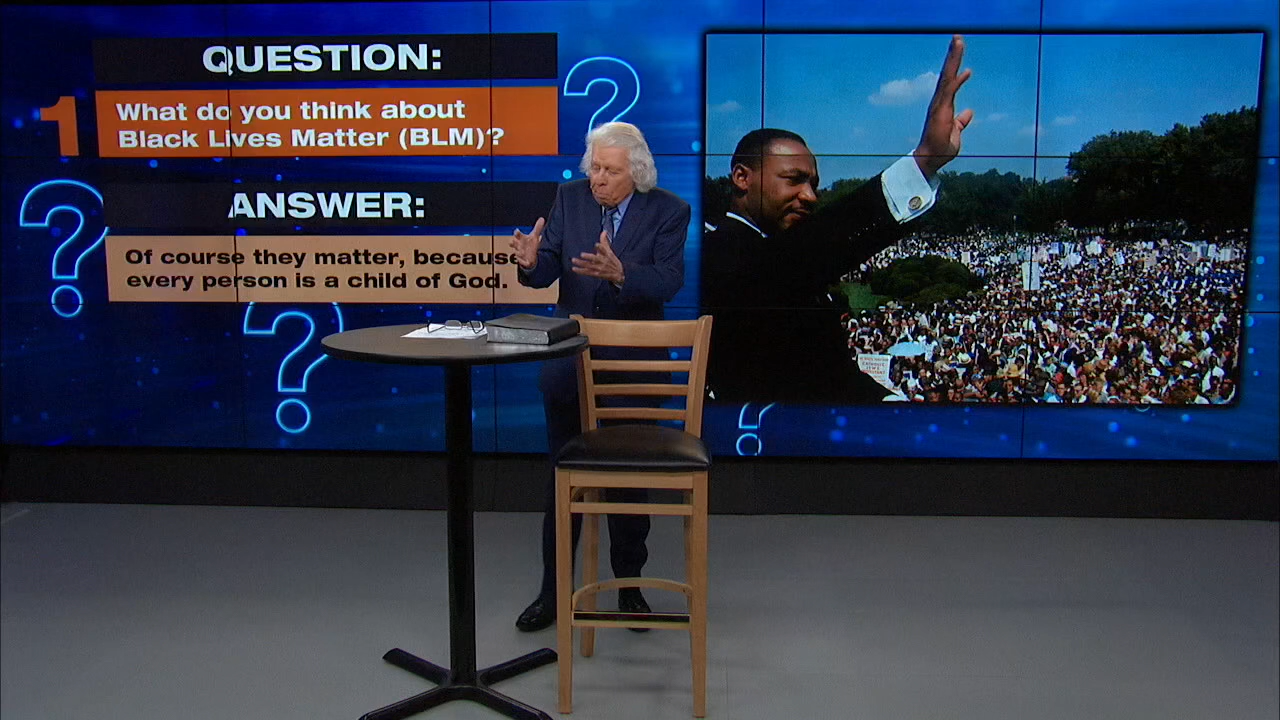 QUESTION:
1
What do you think about
Black Lives Matter (BLM)?
ANSWER:
Of course they matter, because
every person is a child of God.